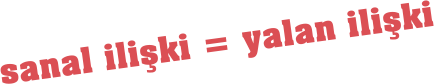 sanal ilişki = yalan ilişki